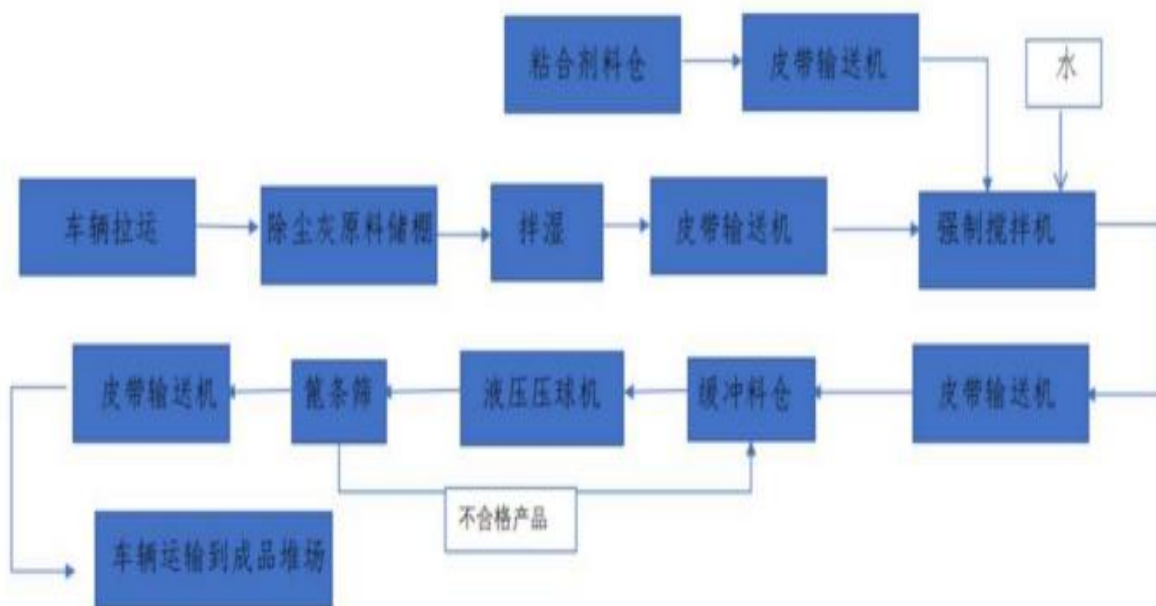 粘合剂料仓
皮带输送机
水
车辆拉运
除尘灰原料储棚
拌湿
皮带输送机
强制搅拌机
皮带输送机
篦条筛
液压压球机
缓冲料仓
皮带输送机
不合格产品
车辆运输到成品堆场